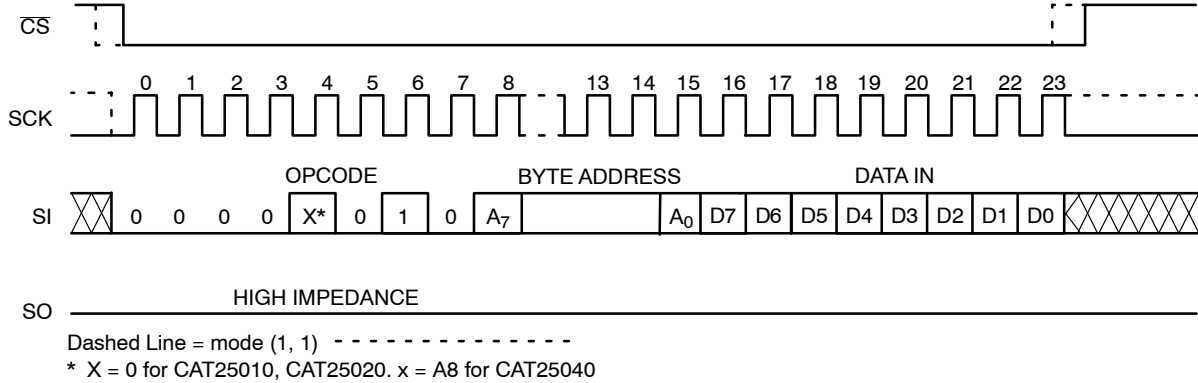 CS
0 1 2 3 4 5 6 7 8 13 14 15 16 17 18 19 20 21 22 23
SCK
OPCODE BYTE ADDRESS DATA IN
SI 0 0 0 0 X* 0 1 0 A7 A0 D7 D6 D5 D4 D3 D2 D1 D0
HIGH IMPEDANCE
SO
Dashed Line = mode (1, 1) - - - - - - - - - - - - - -
* X = 0 for CAT25010, CAT25020. x = A8 for CAT25040